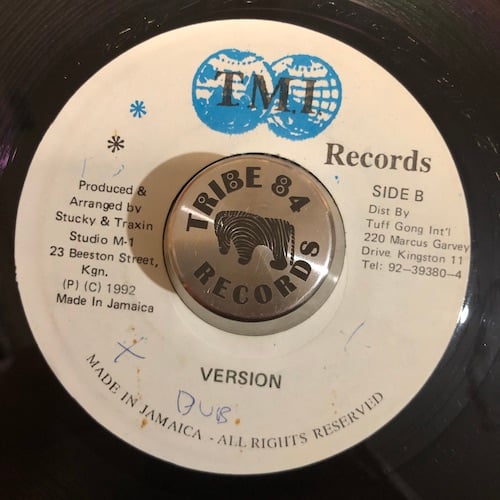 TMI
Records
Produced &
Arranged by
Stucky & Traxin
Studio M-1
23 Beeston Street,
Kgn.
(P) (C) 1992
Made In Jamaica
TRIBE 84
RECORDS
SIDE B
Dist By
Tuff Gong Int'l
220 Marcus Garvey
Drive Kingston 11
Tel: 92-39380-4
VERSION
DUB
MADE IN JAMAICA - ALL RIGHTS RESERVED